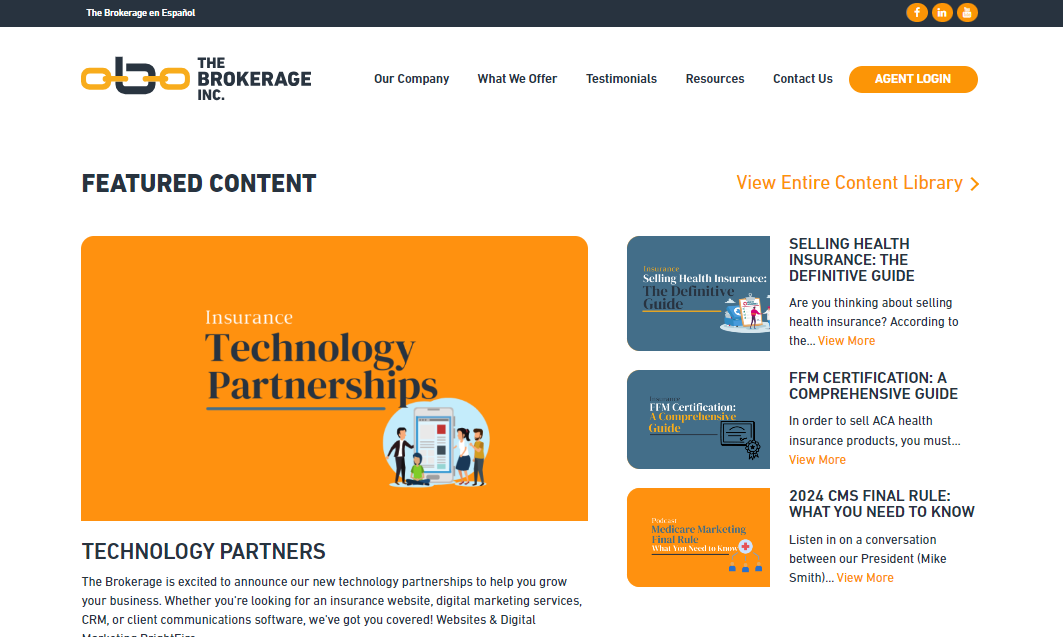 The Brokerage en Español
THE
BROKERAGE
INC.
Our Company
What We Offer
Testimonials
Resources
Contact Us
AGENT LOGIN
FEATURED CONTENT
View Entire Content Library
Insurance
Technology
Partnerships
TECHNOLOGY PARTNERS
The Brokerage is excited to announce our new technology partnerships to help you grow
your business. Whether you're looking for an insurance website, digital marketing services,
CRM, or client communications software, we've got you covered! Websites & Digital
Marketing BrightFire
Insurance
Selling Health Insurance:
The Definitive
Guide
SELLING HEALTH
INSURANCE: THE
DEFINITIVE GUIDE
Are you thinking about selling
health insurance? According to
the... View More
Insurance
FFM Certification:
A Comprehensive
Guide
FFM CERTIFICATION: A
COMPREHENSIVE GUIDE
In order to sell ACA health
insurance products, you must...
View More
Podcast
Medicare Marketing
Final Rule
What You Need to Know
2024 CMS FINAL RULE:
WHAT YOU NEED TO KNOW
Listen in on a conversation
between our President (Mike
Smith)... View More